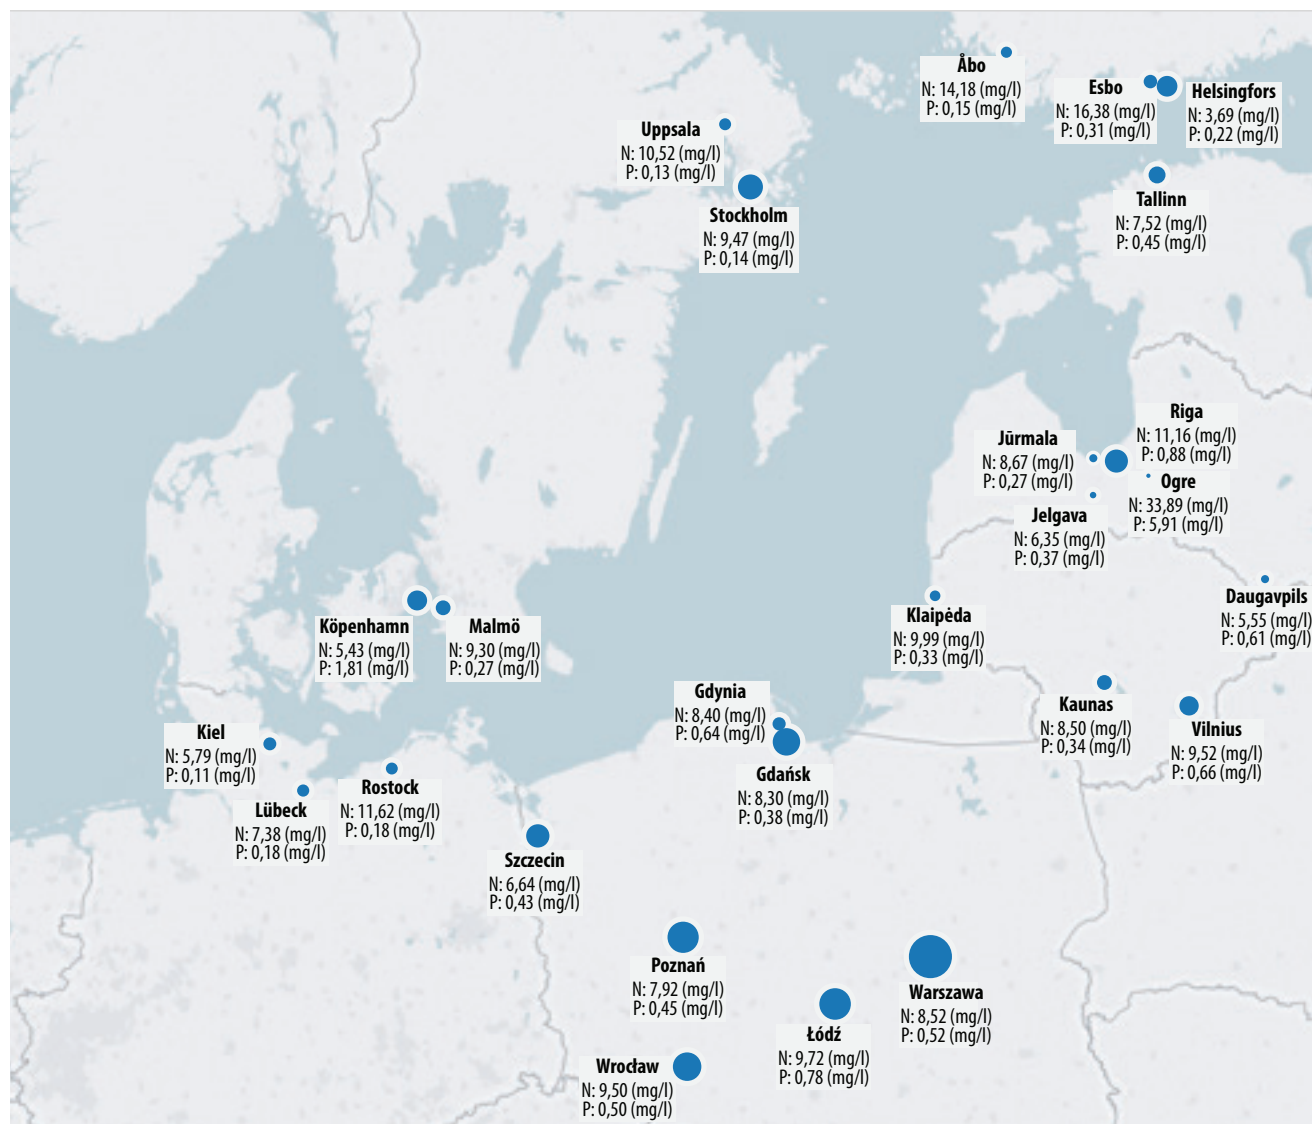 Åbo
N: 14,18 (mg/l)
P: 0,15 (mg/l)
Esbo
N: 16,38 (mg/l)
P: 0,31 (mg/l)
Helsingfors
N: 3,69 (mg/l)
P: 0,22 (mg/l)
Uppsala
N: 10,52 (mg/l)
P: 0,13 (mg/l)
Stockholm
N: 9,47 (mg/l)
P: 0,14 (mg/l)
Tallinn
N: 7,52 (mg/l)
P: 0,45 (mg/l)
Riga
N: 11,16 (mg/l)
P: 0,88 (mg/l)
Jūrmala
N: 8,67 (mg/l)
P: 0,27 (mg/l)
Ogre
N: 33,89 (mg/l)
P: 5,91 (mg/l)
Jelgava
N: 6,35 (mg/l)
P: 0,37 (mg/l)
Daugavpils
N: 5,55 (mg/l)
P: 0,61 (mg/l)
Klaipėda
N: 9,99 (mg/l)
P: 0,33 (mg/l)
Köpenhamn
N: 5,43 (mg/l)
P: 1,81 (mg/l)
Malmö
N: 9,30 (mg/l)
P: 0,27 (mg/l)
Gdynia
N: 8,40 (mg/l)
P: 0,64 (mg/l)
Kaunas
N: 8,50 (mg/l)
P: 0,34 (mg/l)
Vilnius
N: 9,52 (mg/l)
P: 0,66 (mg/l)
Kiel
N: 5,79 (mg/l)
P: 0,11 (mg/l)
Gdańsk
N: 8,30 (mg/l)
P: 0,38 (mg/l)
Rostock
N: 11,62 (mg/l)
P: 0,18 (mg/l)
Lübeck
N: 7,38 (mg/l)
P: 0,18 (mg/l)
Szczecin
N: 6,64 (mg/l)
P: 0,43 (mg/l)
Poznań
N: 7,92 (mg/l)
P: 0,45 (mg/l)
Warszawa
N: 8,52 (mg/l)
P: 0,52 (mg/l)
Łódź
N: 9,72 (mg/l)
P: 0,78 (mg/l)
Wrocław
N: 9,50 (mg/l)
P: 0,50 (mg/l)